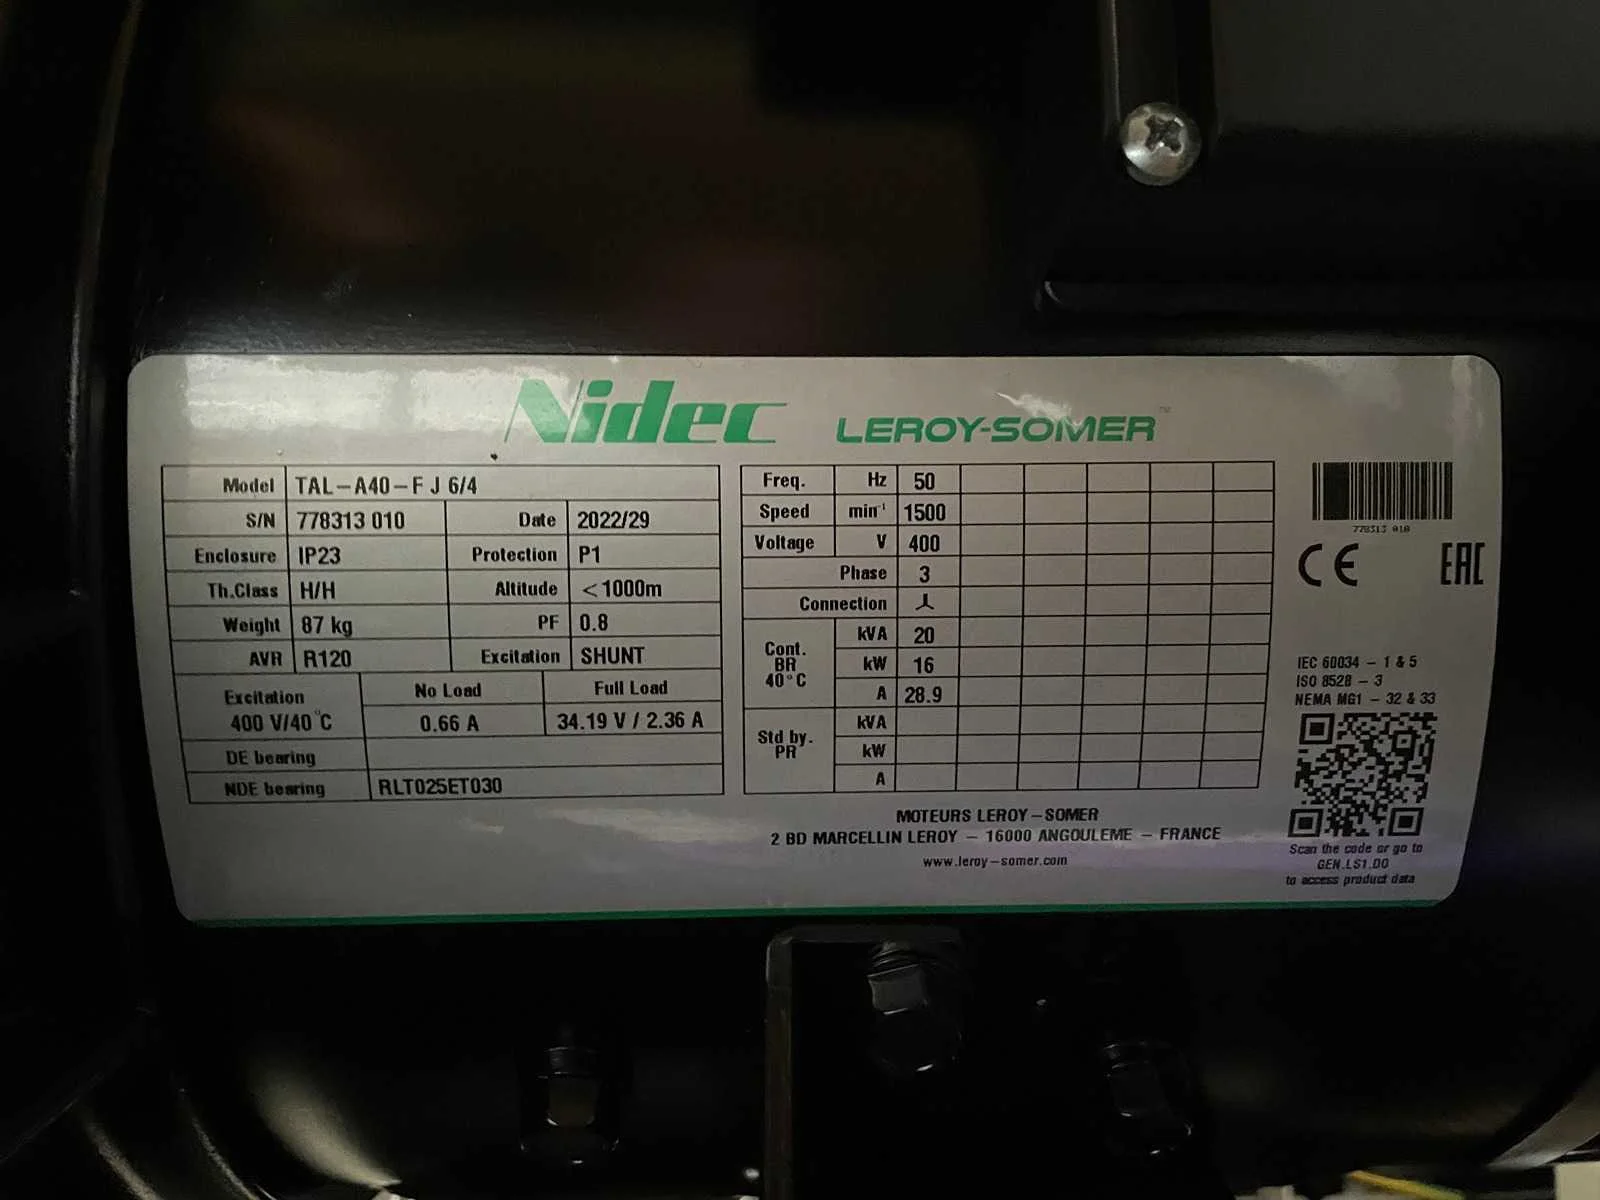 Nidec LEROY-SOMER™
Model TAL-A40-F J 6/4
S/N 778313 010 Date 2022/29
Enclosure IP23 Protection P1
Th.Class H/H Altitude <1000m
Weight 87 kg PF 0.8
AVR R120 Excitation SHUNT
Excitation 400 V/40°C No Load Full Load
0.66 A 34.19 V / 2.36 A
DE bearing
NDE bearing RLT025ET030
Freq. Hz 50
Speed min⁻¹ 1500
Voltage V 400
Phase 3
Connection
Cont. BR 40°C kVA 20
kW 16
A 28.9
Std by. PR kVA
kW
A
MOTEURS LEROY-SOMER
2 BD MARCELLIN LEROY - 16000 ANGOULEME - FRANCE
www.leroy-somer.com
778313 010
CE EAC
IEC 60034 - 1 & 5
ISO 8528 - 3
NEMA MG1 - 32 & 33
Scan the code or go to
GEN.LS1.DO
to access product data